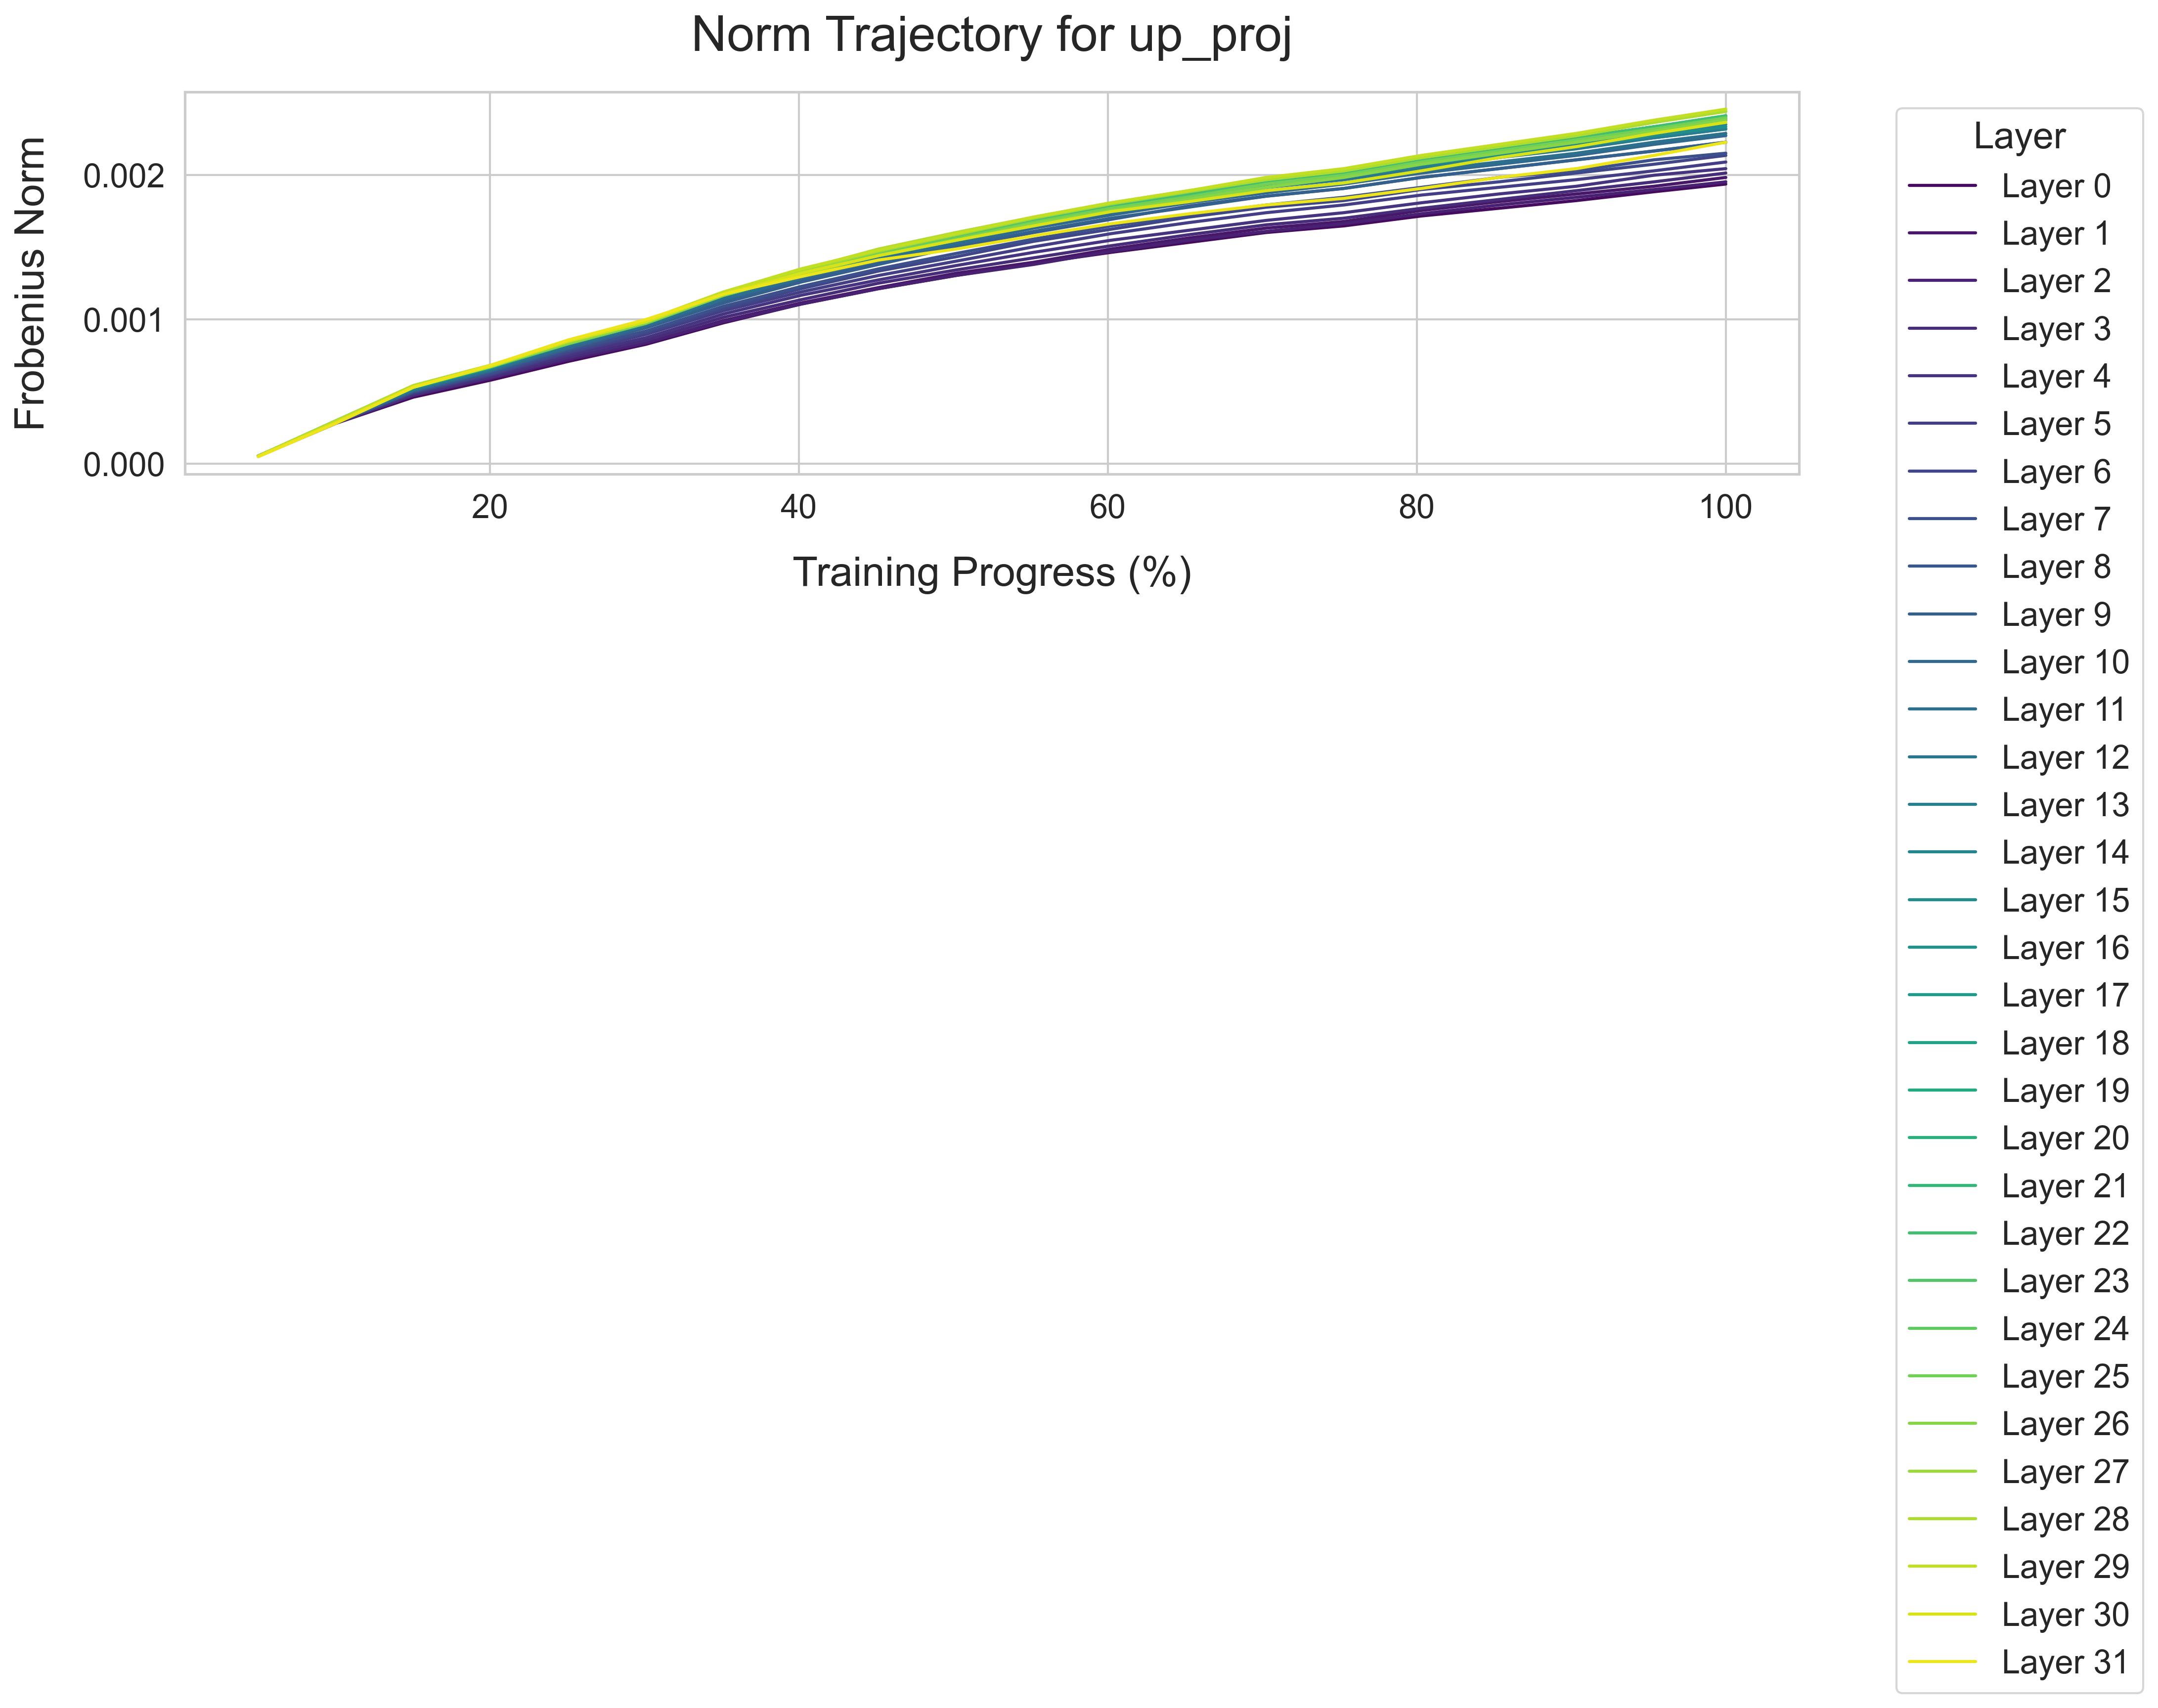 Norm Trajectory for up_proj
Frobenius Norm
0.002
0.001
0.000
20
40
60
80
100
Training Progress (%)
Layer
Layer 0
Layer 1
Layer 2
Layer 3
Layer 4
Layer 5
Layer 6
Layer 7
Layer 8
Layer 9
Layer 10
Layer 11
Layer 12
Layer 13
Layer 14
Layer 15
Layer 16
Layer 17
Layer 18
Layer 19
Layer 20
Layer 21
Layer 22
Layer 23
Layer 24
Layer 25
Layer 26
Layer 27
Layer 28
Layer 29
Layer 30
Layer 31